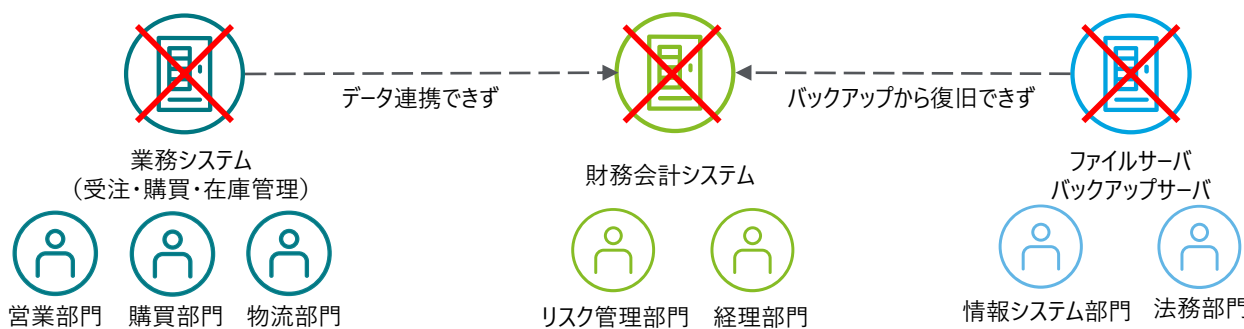 データ連携できず
バックアップから復旧できず
業務システム
（受注・購買・在庫管理）
財務会計システム
ファイルサーバ
バックアップサーバ
営業部門
購買部門
物流部門
リスク管理部門
経理部門
情報システム部門
法務部門